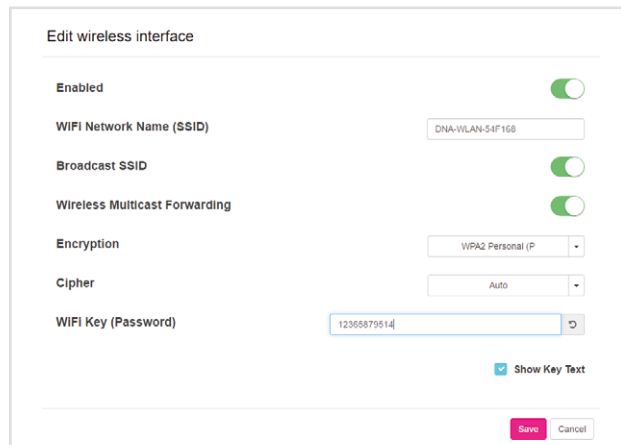 Edit wireless interface
Enabled
WIFI Network Name (SSID) DNA-WLAN-54F168
Broadcast SSID
Wireless Multicast Forwarding
Encryption WPA2 Personal (P
Cipher Auto
WIFI Key (Password) 12365879514
Show Key Text
Save Cancel